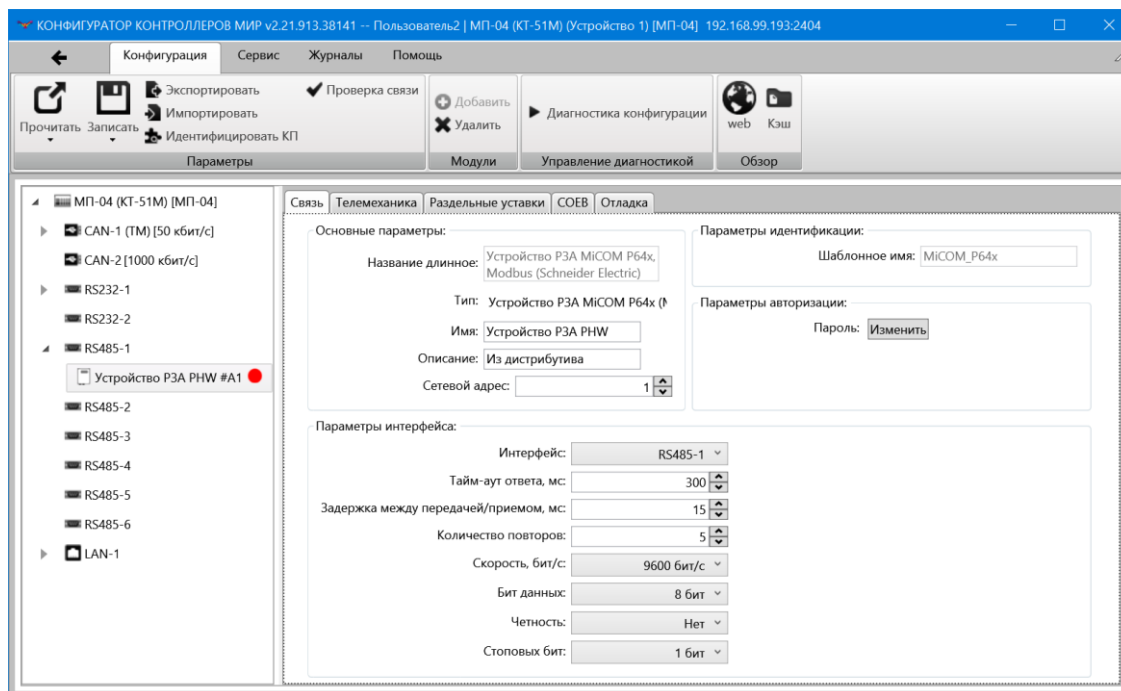 КОНФИГУРАТОР КОНТРОЛЛЕРОВ МИР v2.21.913.38141 -- Пользователь2 | МП-04 (КТ-51М) (Устройство 1) [МП-04] 192.168.99.193:2404
Конфигурация Сервис Журналы Помощь
Прочитать Записать
Экспортировать
Импортировать
Идентифицировать КП
Проверка связи
Параметры
Добавить
Удалить
Модули
Диагностика конфигурации
Управление диагностикой
web Кэш
Обзор
МП-04 (КТ-51М) [МП-04]
CAN-1 (ТМ) [50 кбит/с]
CAN-2 [1000 кбит/с]
RS232-1
RS232-2
RS485-1
Устройство РЗА PHW #A1
RS485-2
RS485-3
RS485-4
RS485-5
RS485-6
LAN-1
Связь Телемеханика Раздельные уставки СОЕВ Отладка
Основные параметры:
Название длинное: Устройство РЗА MiCOM P64x,
Modbus (Schneider Electric)
Тип: Устройство РЗА MiCOM P64x (М
Имя: Устройство РЗА PHW
Описание: Из дистрибутива
Сетевой адрес: 1
Параметры идентификации:
Шаблонное имя: MiCOM_P64x
Параметры авторизации:
Пароль: Изменить
Параметры интерфейса:
Интерфейс: RS485-1
Тайм-аут ответа, мс: 300
Задержка между передачей/приемом, мс: 15
Количество повторов: 5
Скорость, бит/с: 9600 бит/с
Бит данных: 8 бит
Четность: Нет
Стоповых бит: 1 бит